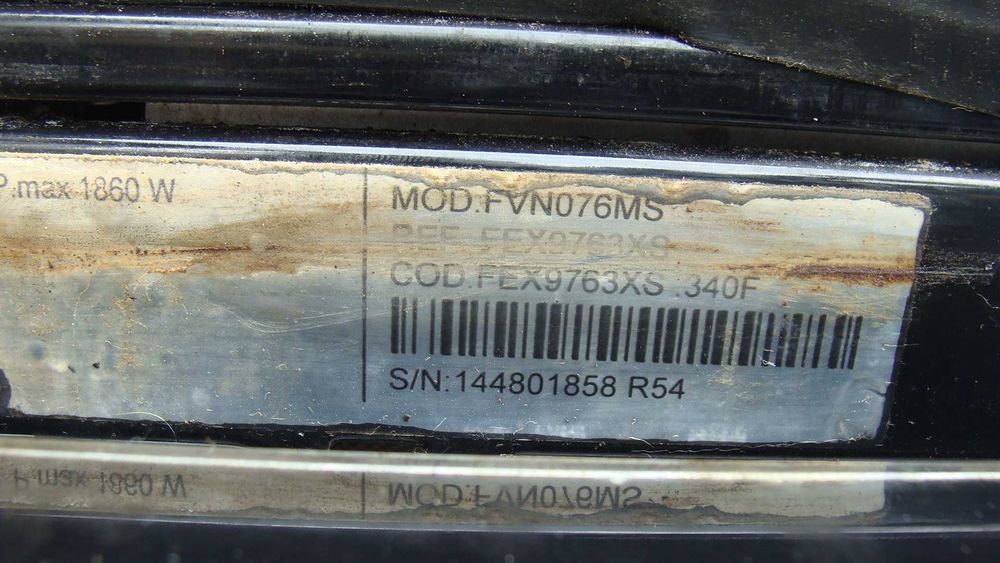 P.max 1860 W
MOD.FVN076MS
REF. FEX9763XS
COD.FEX9763XS .340F
S/N:144801858 R54
P.max 1860 W
MOD.FVN076MS